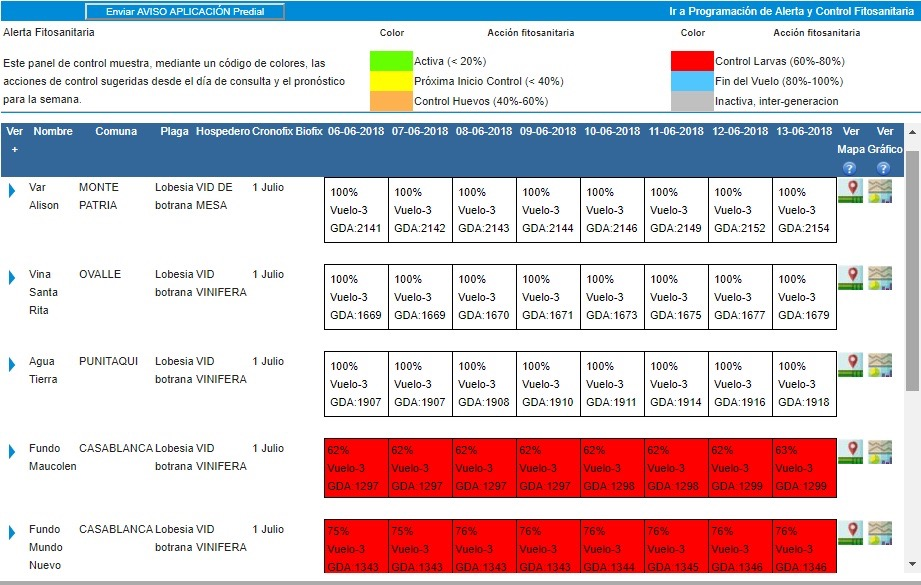 Enviar AVISO APLICACIÓN Predial
Ir a Programación de Alerta y Control Fitosanitaria
Alerta Fitosanitaria
Color Acción fitosanitaria Color Acción fitosanitaria
Este panel de control muestra, mediante un código de colores, las
acciones de control sugeridas desde el día de consulta y el pronóstico
para la semana.
Activa (< 20%)
Próxima Inicio Control (< 40%)
Control Huevos (40%-60%)
Control Larvas (60%-80%)
Fin del Vuelo (80%-100%)
Inactiva, inter-generacion
Ver Nombre Comuna Plaga Hospedero Cronofix Biofix 06-06-2018 07-06-2018 08-06-2018 09-06-2018 10-06-2018 11-06-2018 12-06-2018 13-06-2018 Ver Ver
+ Mapa Gráfico
? ?
Var MONTE Lobesia VID DE 1 Julio
Alison PATRIA botrana MESA
100% 100% 100% 100% 100% 100% 100% 100%
Vuelo-3 Vuelo-3 Vuelo-3 Vuelo-3 Vuelo-3 Vuelo-3 Vuelo-3 Vuelo-3
GDA:2141 GDA:2142 GDA:2143 GDA:2144 GDA:2146 GDA:2149 GDA:2152 GDA:2154
Vina OVALLE Lobesia VID 1 Julio
Santa botrana VINIFERA
Rita
100% 100% 100% 100% 100% 100% 100% 100%
Vuelo-3 Vuelo-3 Vuelo-3 Vuelo-3 Vuelo-3 Vuelo-3 Vuelo-3 Vuelo-3
GDA:1669 GDA:1669 GDA:1670 GDA:1671 GDA:1673 GDA:1675 GDA:1677 GDA:1679
Agua PUNITAQUI Lobesia VID 1 Julio
Tierra botrana VINIFERA
100% 100% 100% 100% 100% 100% 100% 100%
Vuelo-3 Vuelo-3 Vuelo-3 Vuelo-3 Vuelo-3 Vuelo-3 Vuelo-3 Vuelo-3
GDA:1907 GDA:1907 GDA:1908 GDA:1910 GDA:1911 GDA:1914 GDA:1916 GDA:1918
Fundo CASABLANCA Lobesia VID 1 Julio
Maucolen botrana VINIFERA
62% 62% 62% 62% 62% 62% 62% 63%
Vuelo-3 Vuelo-3 Vuelo-3 Vuelo-3 Vuelo-3 Vuelo-3 Vuelo-3 Vuelo-3
GDA:1297 GDA:1297 GDA:1297 GDA:1297 GDA:1298 GDA:1298 GDA:1299 GDA:1299
Fundo CASABLANCA Lobesia VID 1 Julio
Mundo botrana VINIFERA
Nuevo
75% 75% 76% 76% 76% 76% 76% 76%
Vuelo-3 Vuelo-3 Vuelo-3 Vuelo-3 Vuelo-3 Vuelo-3 Vuelo-3 Vuelo-3
GDA:1343 GDA:1343 GDA:1343 GDA:1343 GDA:1344 GDA:1345 GDA:1346 GDA:1346